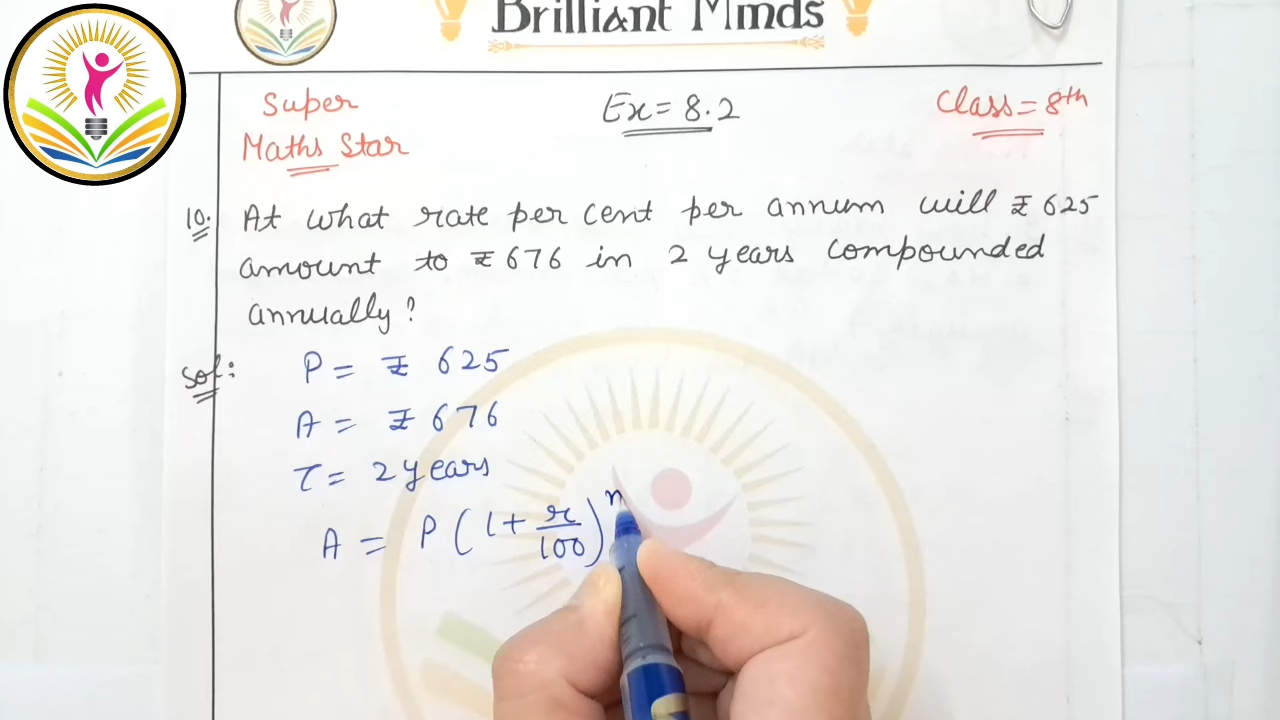 Brilliant Minds
Super
Maths Star
Ex = 8.2
Class = 8th
10. At what rate per cent per annum will ₹ 625
amount to ₹ 676 in 2 years compounded
annually?
Sol:
P = ₹ 625
A = ₹ 676
T = 2 years
A = P (1 + r/100)^n